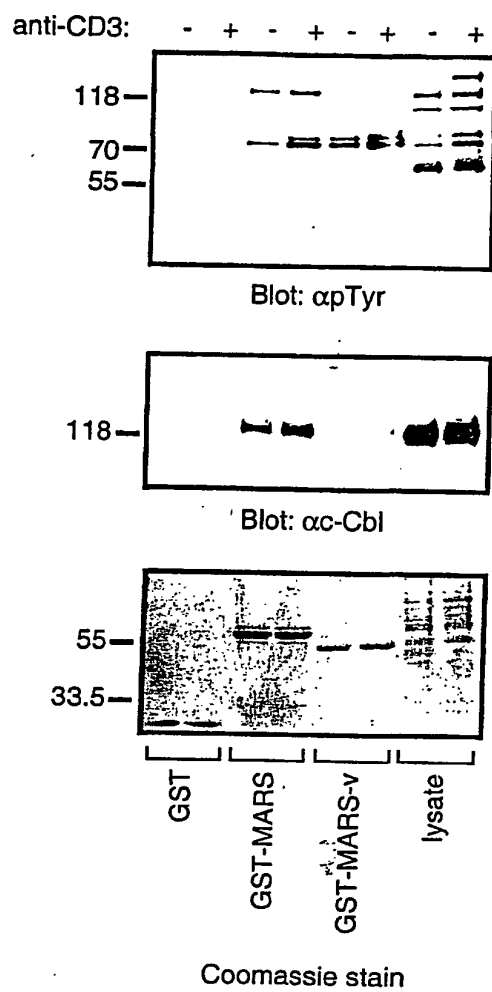 anti-CD3: - + - + - + - +
118
70
55
Blot: αpTyr
118
Blot: αc-Cbl
55
33.5
GST
GST-MARS
GST-MARS-v
lysate
Coomassie stain